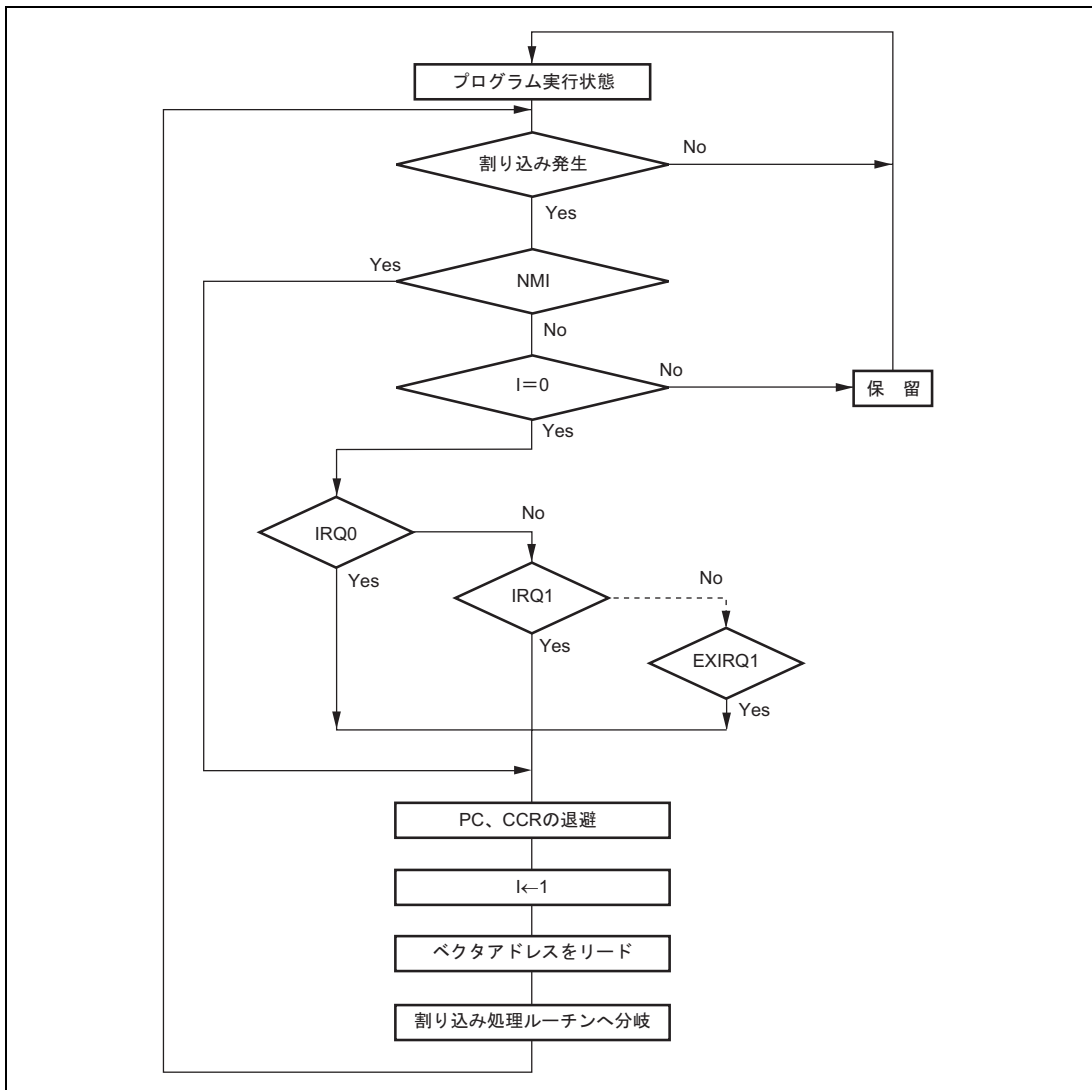 プログラム実行状態
割り込み発生
No
Yes
Yes
NMI
No
I=0
No
保　留
Yes
IRQ0
No
Yes
IRQ1
No
Yes
EXIRQ1
Yes
PC、CCRの退避
I←1
ベクタアドレスをリード
割り込み処理ルーチンへ分岐